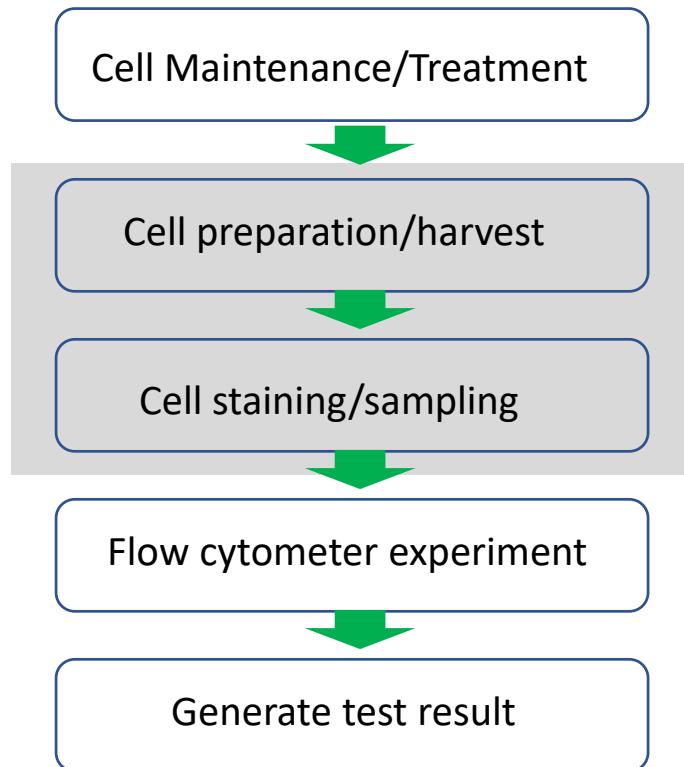 Cell Maintenance/Treatment
Cell preparation/harvest
Cell staining/sampling
Flow cytometer experiment
Generate test result